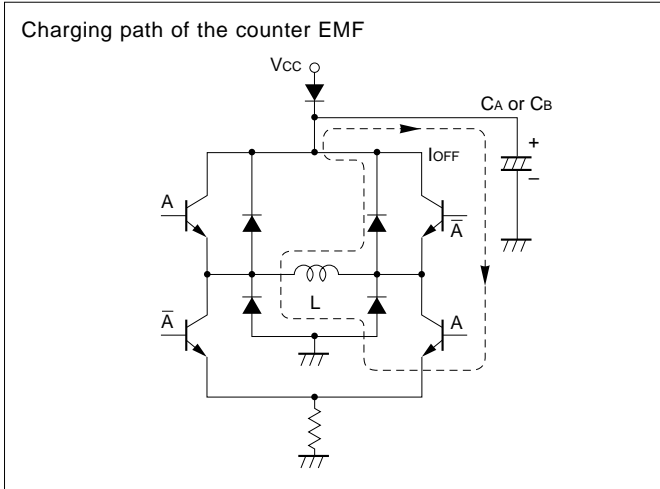 Charging path of the counter EMF
VCC
CA or CB
+
IOFF
−
A
A̅
L
A̅
A